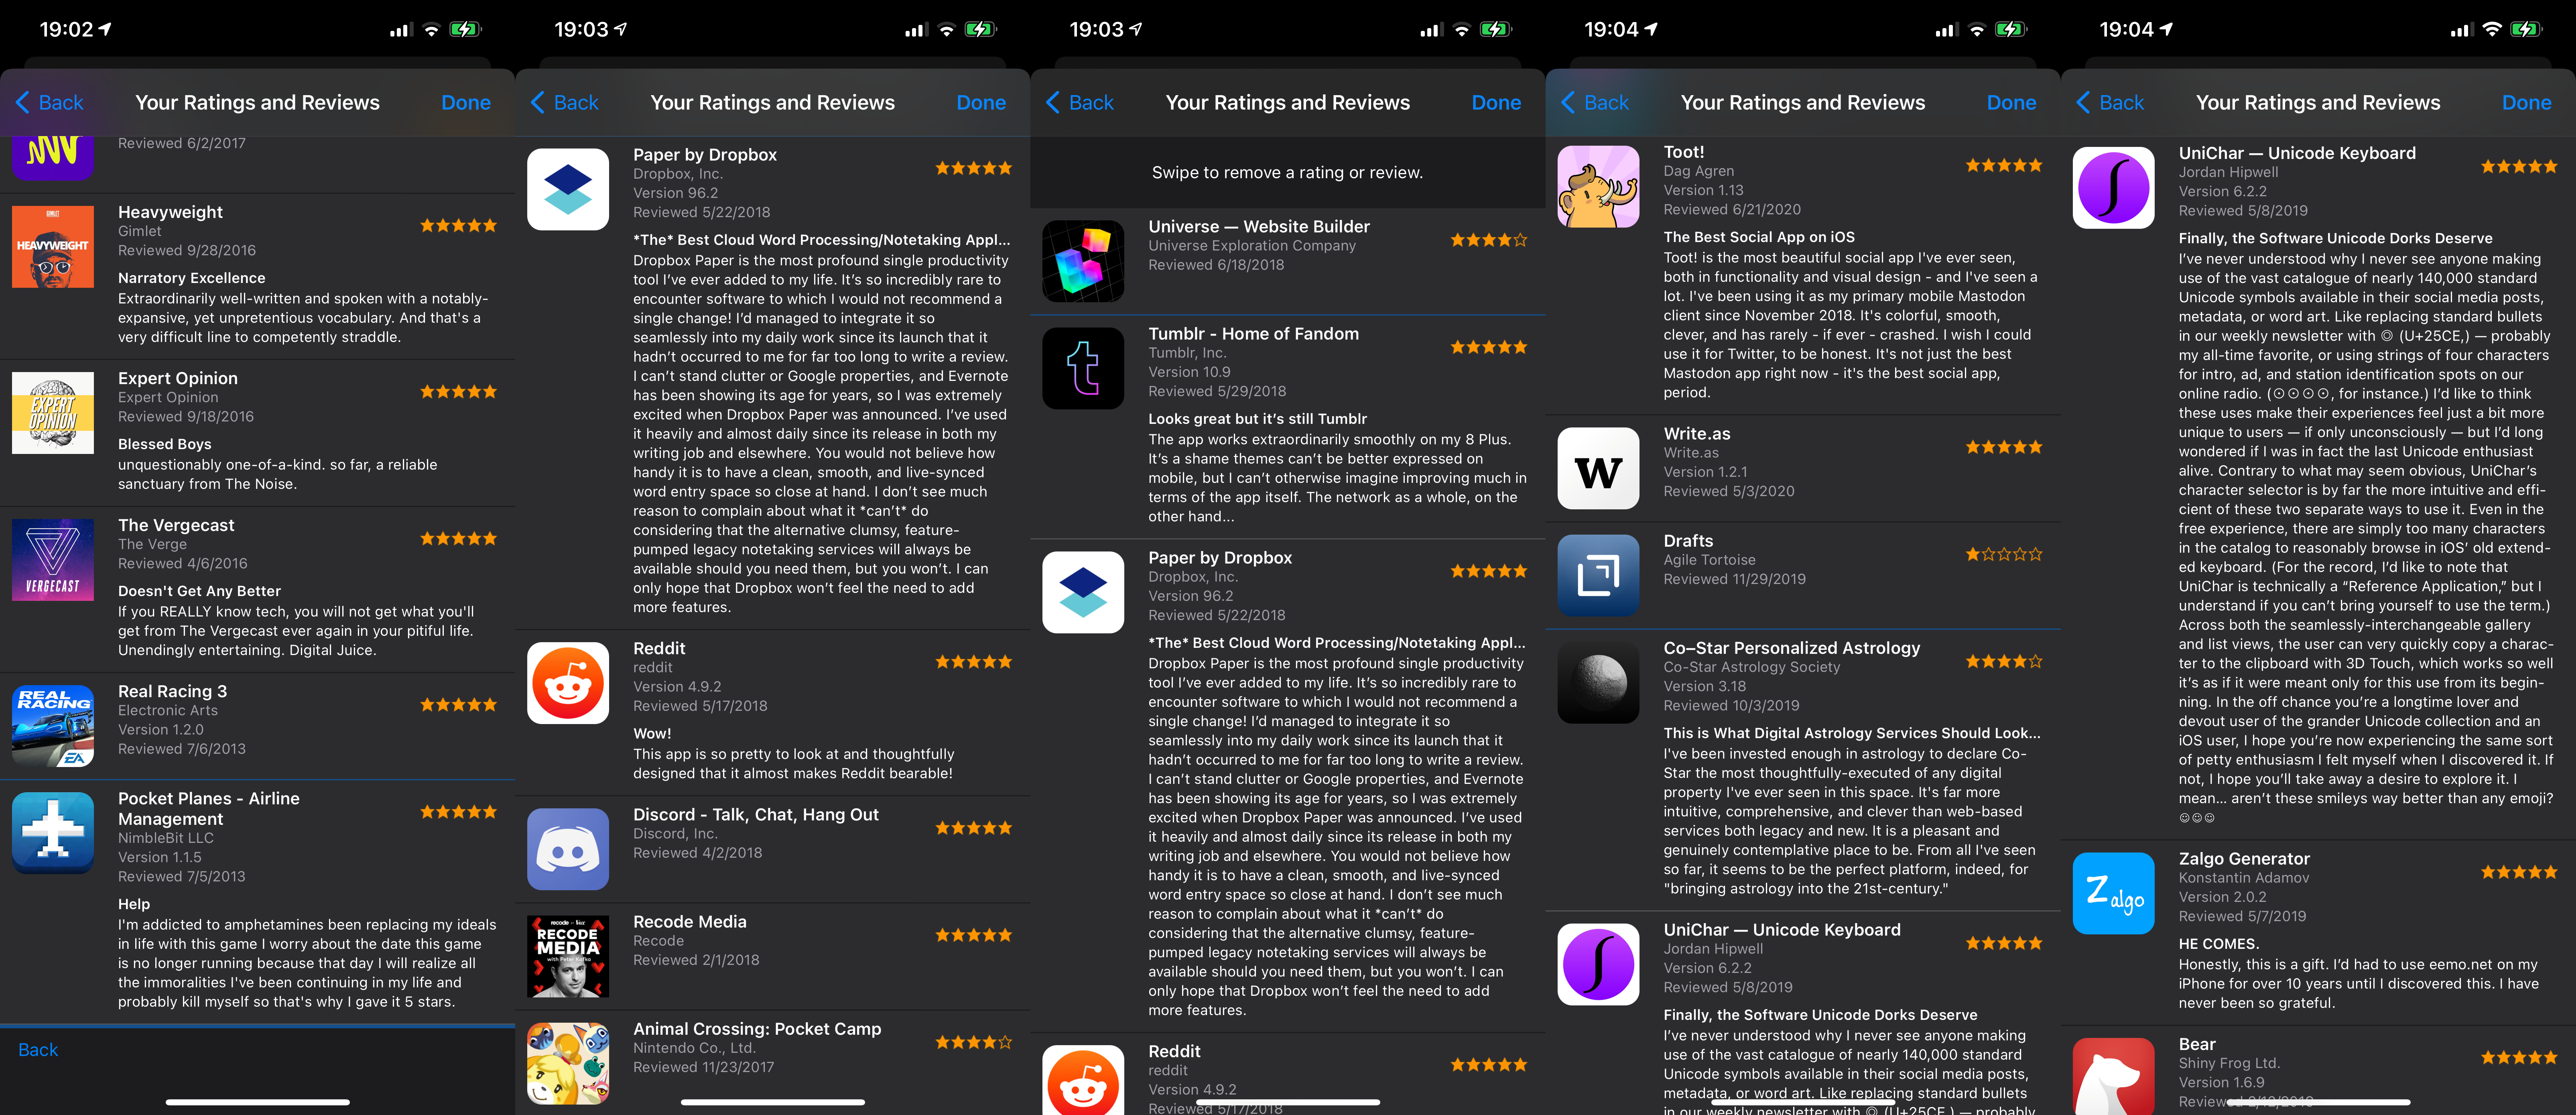 19:02
Back
Your Ratings and Reviews
Done
Reviewed 6/2/2017
GIMLET
HEAVYWEIGHT
Heavyweight
Gimlet
Reviewed 9/28/2016
Narratory Excellence
Extraordinarily well-written and spoken with a notably-
expansive, yet unpretentious vocabulary. And that's a
very difficult line to competently straddle.
EXPERT
OPINION
Expert Opinion
Expert Opinion
Reviewed 9/18/2016
Blessed Boys
unquestionably one-of-a-kind. so far, a reliable
sanctuary from The Noise.
VERGECAST
The Vergecast
The Verge
Reviewed 4/6/2016
Doesn't Get Any Better
If you REALLY know tech, you will not get what you'll
get from The Vergecast ever again in your pitiful life.
Unendingly entertaining. Digital Juice.
REAL
RACING
EA
Real Racing 3
Electronic Arts
Version 1.2.0
Reviewed 7/6/2013
Pocket Planes - Airline
Management
NimbleBit LLC
Version 1.1.5
Reviewed 7/5/2013
Help
I'm addicted to amphetamines been replacing my ideals
in life with this game I worry about the date this game
is no longer running because that day I will realize all
the immoralities I've been continuing in my life and
probably kill myself so that's why I gave it 5 stars.
Back
19:03
Back
Your Ratings and Reviews
Done
Paper by Dropbox
Dropbox, Inc.
Version 96.2
Reviewed 5/22/2018
*The* Best Cloud Word Processing/Notetaking Appl...
Dropbox Paper is the most profound single productivity
tool I’ve ever added to my life. It’s so incredibly rare to
encounter software to which I would not recommend a
single change! I’d managed to integrate it so
seamlessly into my daily work since its launch that it
hadn’t occurred to me for far too long to write a review.
I can’t stand clutter or Google properties, and Evernote
has been showing its age for years, so I was extremely
excited when Dropbox Paper was announced. I’ve used
it heavily and almost daily since its release in both my
writing job and elsewhere. You would not believe how
handy it is to have a clean, smooth, and live-synced
word entry space so close at hand. I don’t see much
reason to complain about what it *can’t* do
considering that the alternative clumsy, feature-
pumped legacy notetaking services will always be
available should you need them, but you won’t. I can
only hope that Dropbox won’t feel the need to add
more features.
Reddit
reddit
Version 4.9.2
Reviewed 5/17/2018
Wow!
This app is so pretty to look at and thoughtfully
designed that it almost makes Reddit bearable!
Discord - Talk, Chat, Hang Out
Discord, Inc.
Reviewed 4/2/2018
recode
RECODE
MEDIA
with Peter Kafka
Recode Media
Recode
Reviewed 2/1/2018
Animal Crossing: Pocket Camp
Nintendo Co., Ltd.
Reviewed 11/23/2017
19:03
Back
Your Ratings and Reviews
Done
Swipe to remove a rating or review.
Universe — Website Builder
Universe Exploration Company
Reviewed 6/18/2018
t
Tumblr - Home of Fandom
Tumblr, Inc.
Version 10.9
Reviewed 5/29/2018
Looks great but it’s still Tumblr
The app works extraordinarily smoothly on my 8 Plus.
It’s a shame themes can’t be better expressed on
mobile, but I can’t otherwise imagine improving much in
terms of the app itself. The network as a whole, on the
other hand...
Paper by Dropbox
Dropbox, Inc.
Version 96.2
Reviewed 5/22/2018
*The* Best Cloud Word Processing/Notetaking Appl...
Dropbox Paper is the most profound single productivity
tool I’ve ever added to my life. It’s so incredibly rare to
encounter software to which I would not recommend a
single change! I’d managed to integrate it so
seamlessly into my daily work since its launch that it
hadn’t occurred to me for far too long to write a review.
I can’t stand clutter or Google properties, and Evernote
has been showing its age for years, so I was extremely
excited when Dropbox Paper was announced. I’ve used
it heavily and almost daily since its release in both my
writing job and elsewhere. You would not believe how
handy it is to have a clean, smooth, and live-synced
word entry space so close at hand. I don’t see much
reason to complain about what it *can’t* do
considering that the alternative clumsy, feature-
pumped legacy notetaking services will always be
available should you need them, but you won’t. I can
only hope that Dropbox won’t feel the need to add
more features.
Reddit
reddit
Version 4.9.2
Reviewed 5/17/2018
19:04
Back
Your Ratings and Reviews
Done
Toot!
Dag Agren
Version 1.13
Reviewed 6/21/2020
The Best Social App on iOS
Toot! is the most beautiful social app I've ever seen,
both in functionality and visual design - and I've seen a
lot. I've been using it as my primary mobile Mastodon
client since November 2018. It's colorful, smooth,
clever, and has rarely - if ever - crashed. I wish I could
use it for Twitter, to be honest. It's not just the best
Mastodon app right now - it's the best social app,
period.
w
Write.as
Write.as
Version 1.2.1
Reviewed 5/3/2020
Drafts
Agile Tortoise
Reviewed 11/29/2019
Co–Star Personalized Astrology
Co-Star Astrology Society
Version 3.18
Reviewed 10/3/2019
This is What Digital Astrology Services Should Look...
I've been invested enough in astrology to declare Co-
Star the most thoughtfully-executed of any digital
property I've ever seen in this space. It's far more
intuitive, comprehensive, and clever than web-based
services both legacy and new. It is a pleasant and
genuinely contemplative place to be. From all I've seen
so far, it seems to be the perfect platform, indeed, for
"bringing astrology into the 21st-century."
UniChar — Unicode Keyboard
Jordan Hipwell
Version 6.2.2
Reviewed 5/8/2019
Finally, the Software Unicode Dorks Deserve
I’ve never understood why I never see anyone making
use of the vast catalogue of nearly 140,000 standard
Unicode symbols available in their social media posts,
metadata, or word art. Like replacing standard bullets
in our weekly newsletter with ◎ (U+25CE,) — probably
19:04
Back
Your Ratings and Reviews
Done
UniChar — Unicode Keyboard
Jordan Hipwell
Version 6.2.2
Reviewed 5/8/2019
Finally, the Software Unicode Dorks Deserve
I’ve never understood why I never see anyone making
use of the vast catalogue of nearly 140,000 standard
Unicode symbols available in their social media posts,
metadata, or word art. Like replacing standard bullets
in our weekly newsletter with ◎ (U+25CE,) — probably
my all-time favorite, or using strings of four characters
for intro, ad, and station identification spots on our
online radio. (⊙⊙⊙⊙, for instance.) I’d like to think
these uses make their experiences feel just a bit more
unique to users — if only unconsciously — but I’d long
wondered if I was in fact the last Unicode enthusiast
alive. Contrary to what may seem obvious, UniChar’s
character selector is by far the more intuitive and effi-
cient of these two separate ways to use it. Even in the
free experience, there are simply too many characters
in the catalog to reasonably browse in iOS’ old extend-
ed keyboard. (For the record, I’d like to note that
UniChar is technically a “Reference Application,” but I
understand if you can’t bring yourself to use the term.)
Across both the seamlessly-interchangeable gallery
and list views, the user can very quickly copy a charac-
ter to the clipboard with 3D Touch, which works so well
it’s as if it were meant only for this use from its begin-
ning. In the off chance you’re a longtime lover and
devout user of the grander Unicode collection and an
iOS user, I hope you’re now experiencing the same sort
of petty enthusiasm I felt myself when I discovered it. If
not, I hope you’ll take away a desire to explore it. I
mean... aren’t these smileys way better than any emoji?
☺☺☺
Zalgo
Zalgo Generator
Konstantin Adamov
Version 2.0.2
Reviewed 5/7/2019
HE COMES.
Honestly, this is a gift. I’d had to use eemo.net on my
iPhone for over 10 years until I discovered this. I have
never been so grateful.
Bear
Shiny Frog Ltd.
Version 1.6.9